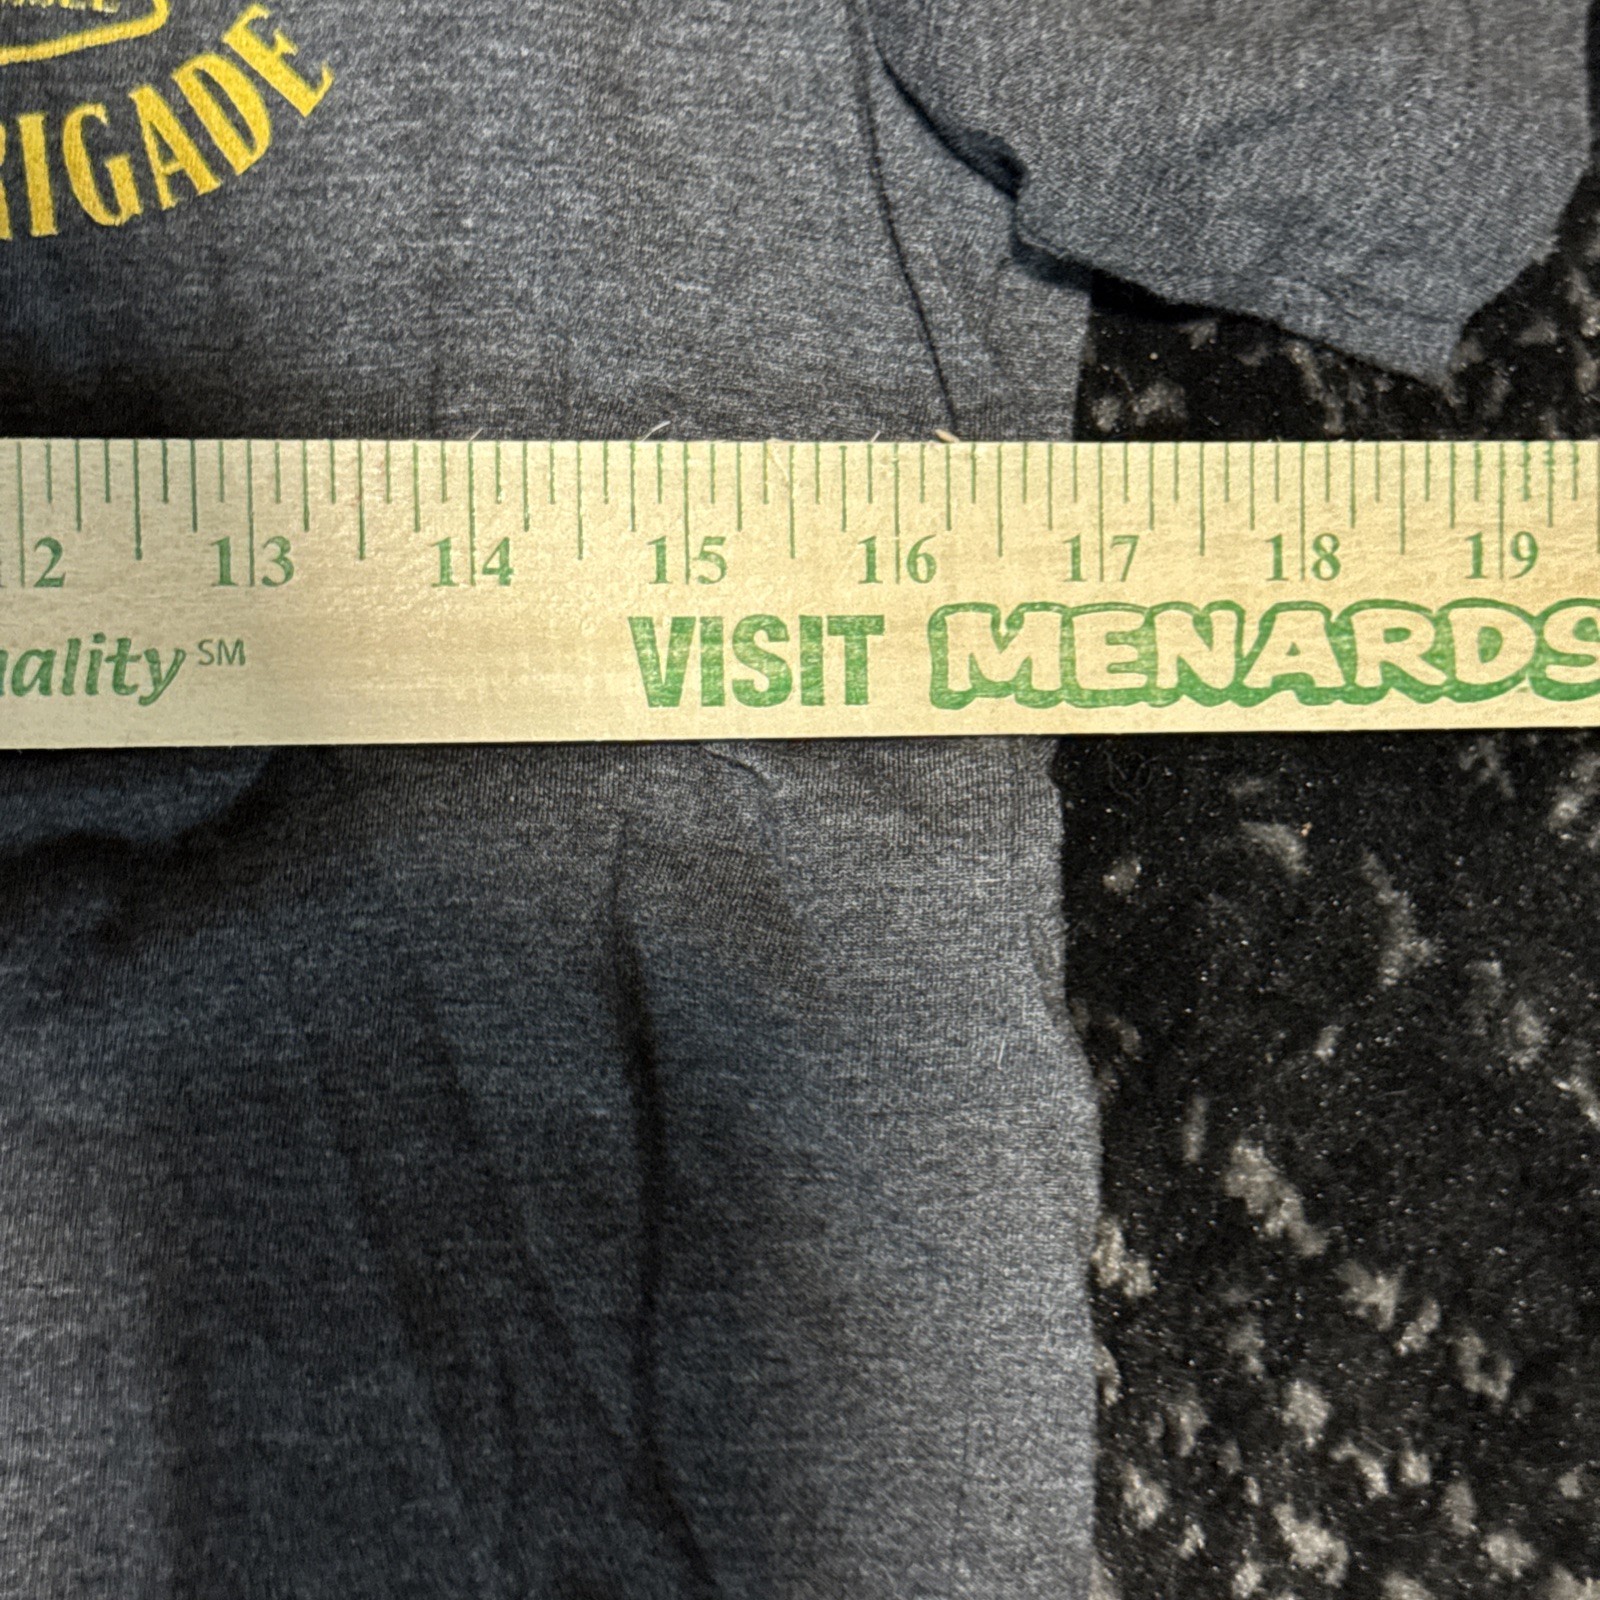 RIGADE
12 13 14 15 16 17 18 19
uality SM VISIT MENARDS